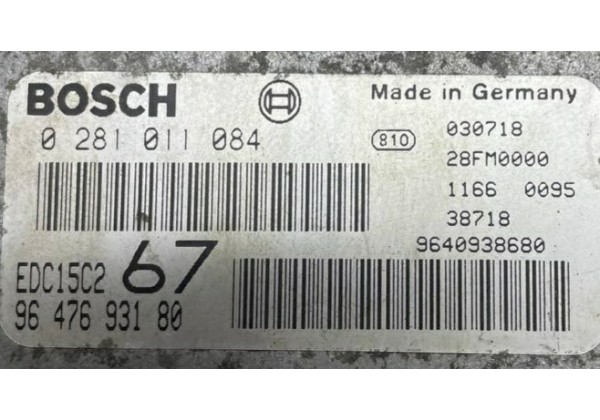 BOSCH
Made in Germany
0 281 011 084
810
030718
28FM0000
1166 0095
38718
9640938680
EDC15C2
67
96 476 931 80